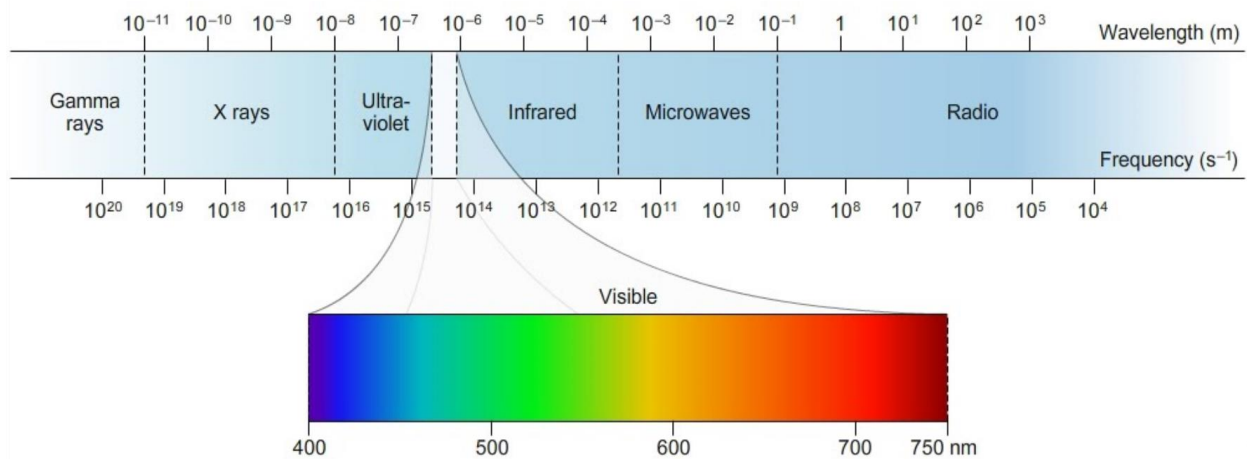 10⁻¹¹ 10⁻¹⁰ 10⁻⁹ 10⁻⁸ 10⁻⁷ 10⁻⁶ 10⁻⁵ 10⁻⁴ 10⁻³ 10⁻² 10⁻¹ 1 10¹ 10² 10³ Wavelength (m)
Gamma
rays
X rays
Ultra-
violet
Infrared
Microwaves
Radio
Frequency (s⁻¹)
10²⁰ 10¹⁹ 10¹⁸ 10¹⁷ 10¹⁶ 10¹⁵ 10¹⁴ 10¹³ 10¹² 10¹¹ 10¹⁰ 10⁹ 10⁸ 10⁷ 10⁶ 10⁵ 10⁴
Visible
400 500 600 700 750 nm